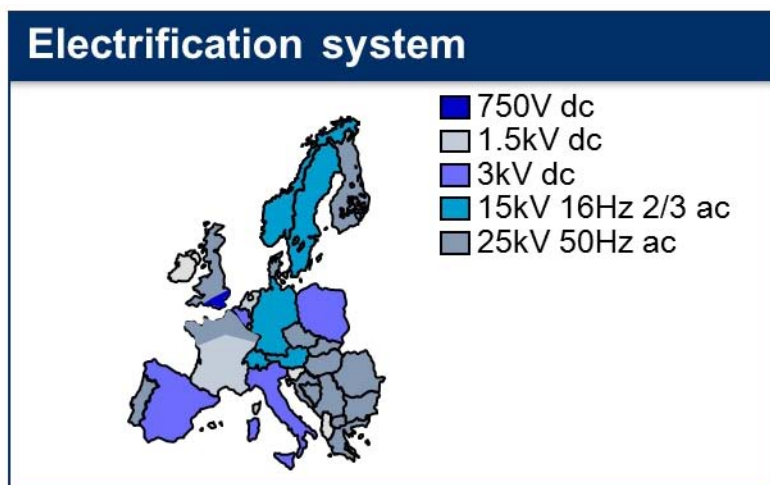 Electrification system
750V dc
1.5kV dc
3kV dc
15kV 16Hz 2/3 ac
25kV 50Hz ac